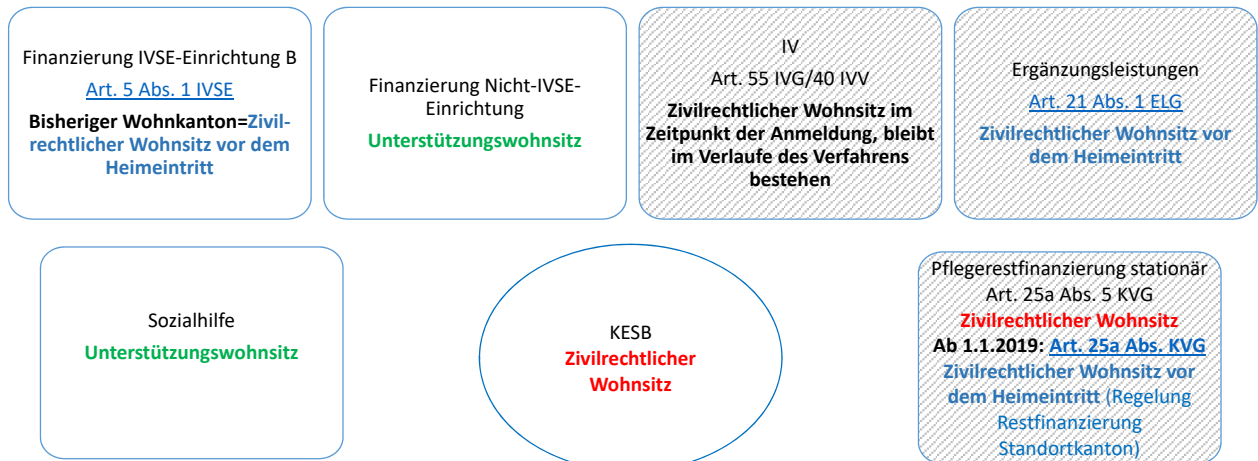 Finanzierung IVSE-Einrichtung B
Art. 5 Abs. 1 IVSE
Bisheriger Wohnkanton=Zivil-
rechtlicher Wohnsitz vor dem
Heimeintritt
Finanzierung Nicht-IVSE-
Einrichtung
Unterstützungswohnsitz
IV
Art. 55 IVG/40 IVV
Zivilrechtlicher Wohnsitz im
Zeitpunkt der Anmeldung, bleibt
im Verlaufe des Verfahrens
bestehen
Ergänzungsleistungen
Art. 21 Abs. 1 ELG
Zivilrechtlicher Wohnsitz vor
dem Heimeintritt
Sozialhilfe
Unterstützungswohnsitz
KESB
Zivilrechtlicher
Wohnsitz
Pflegerestfinanzierung stationär
Art. 25a Abs. 5 KVG
Zivilrechtlicher Wohnsitz
Ab 1.1.2019: Art. 25a Abs. KVG
Zivilrechtlicher Wohnsitz vor
dem Heimeintritt (Regelung
Restfinanzierung
Standortkanton)